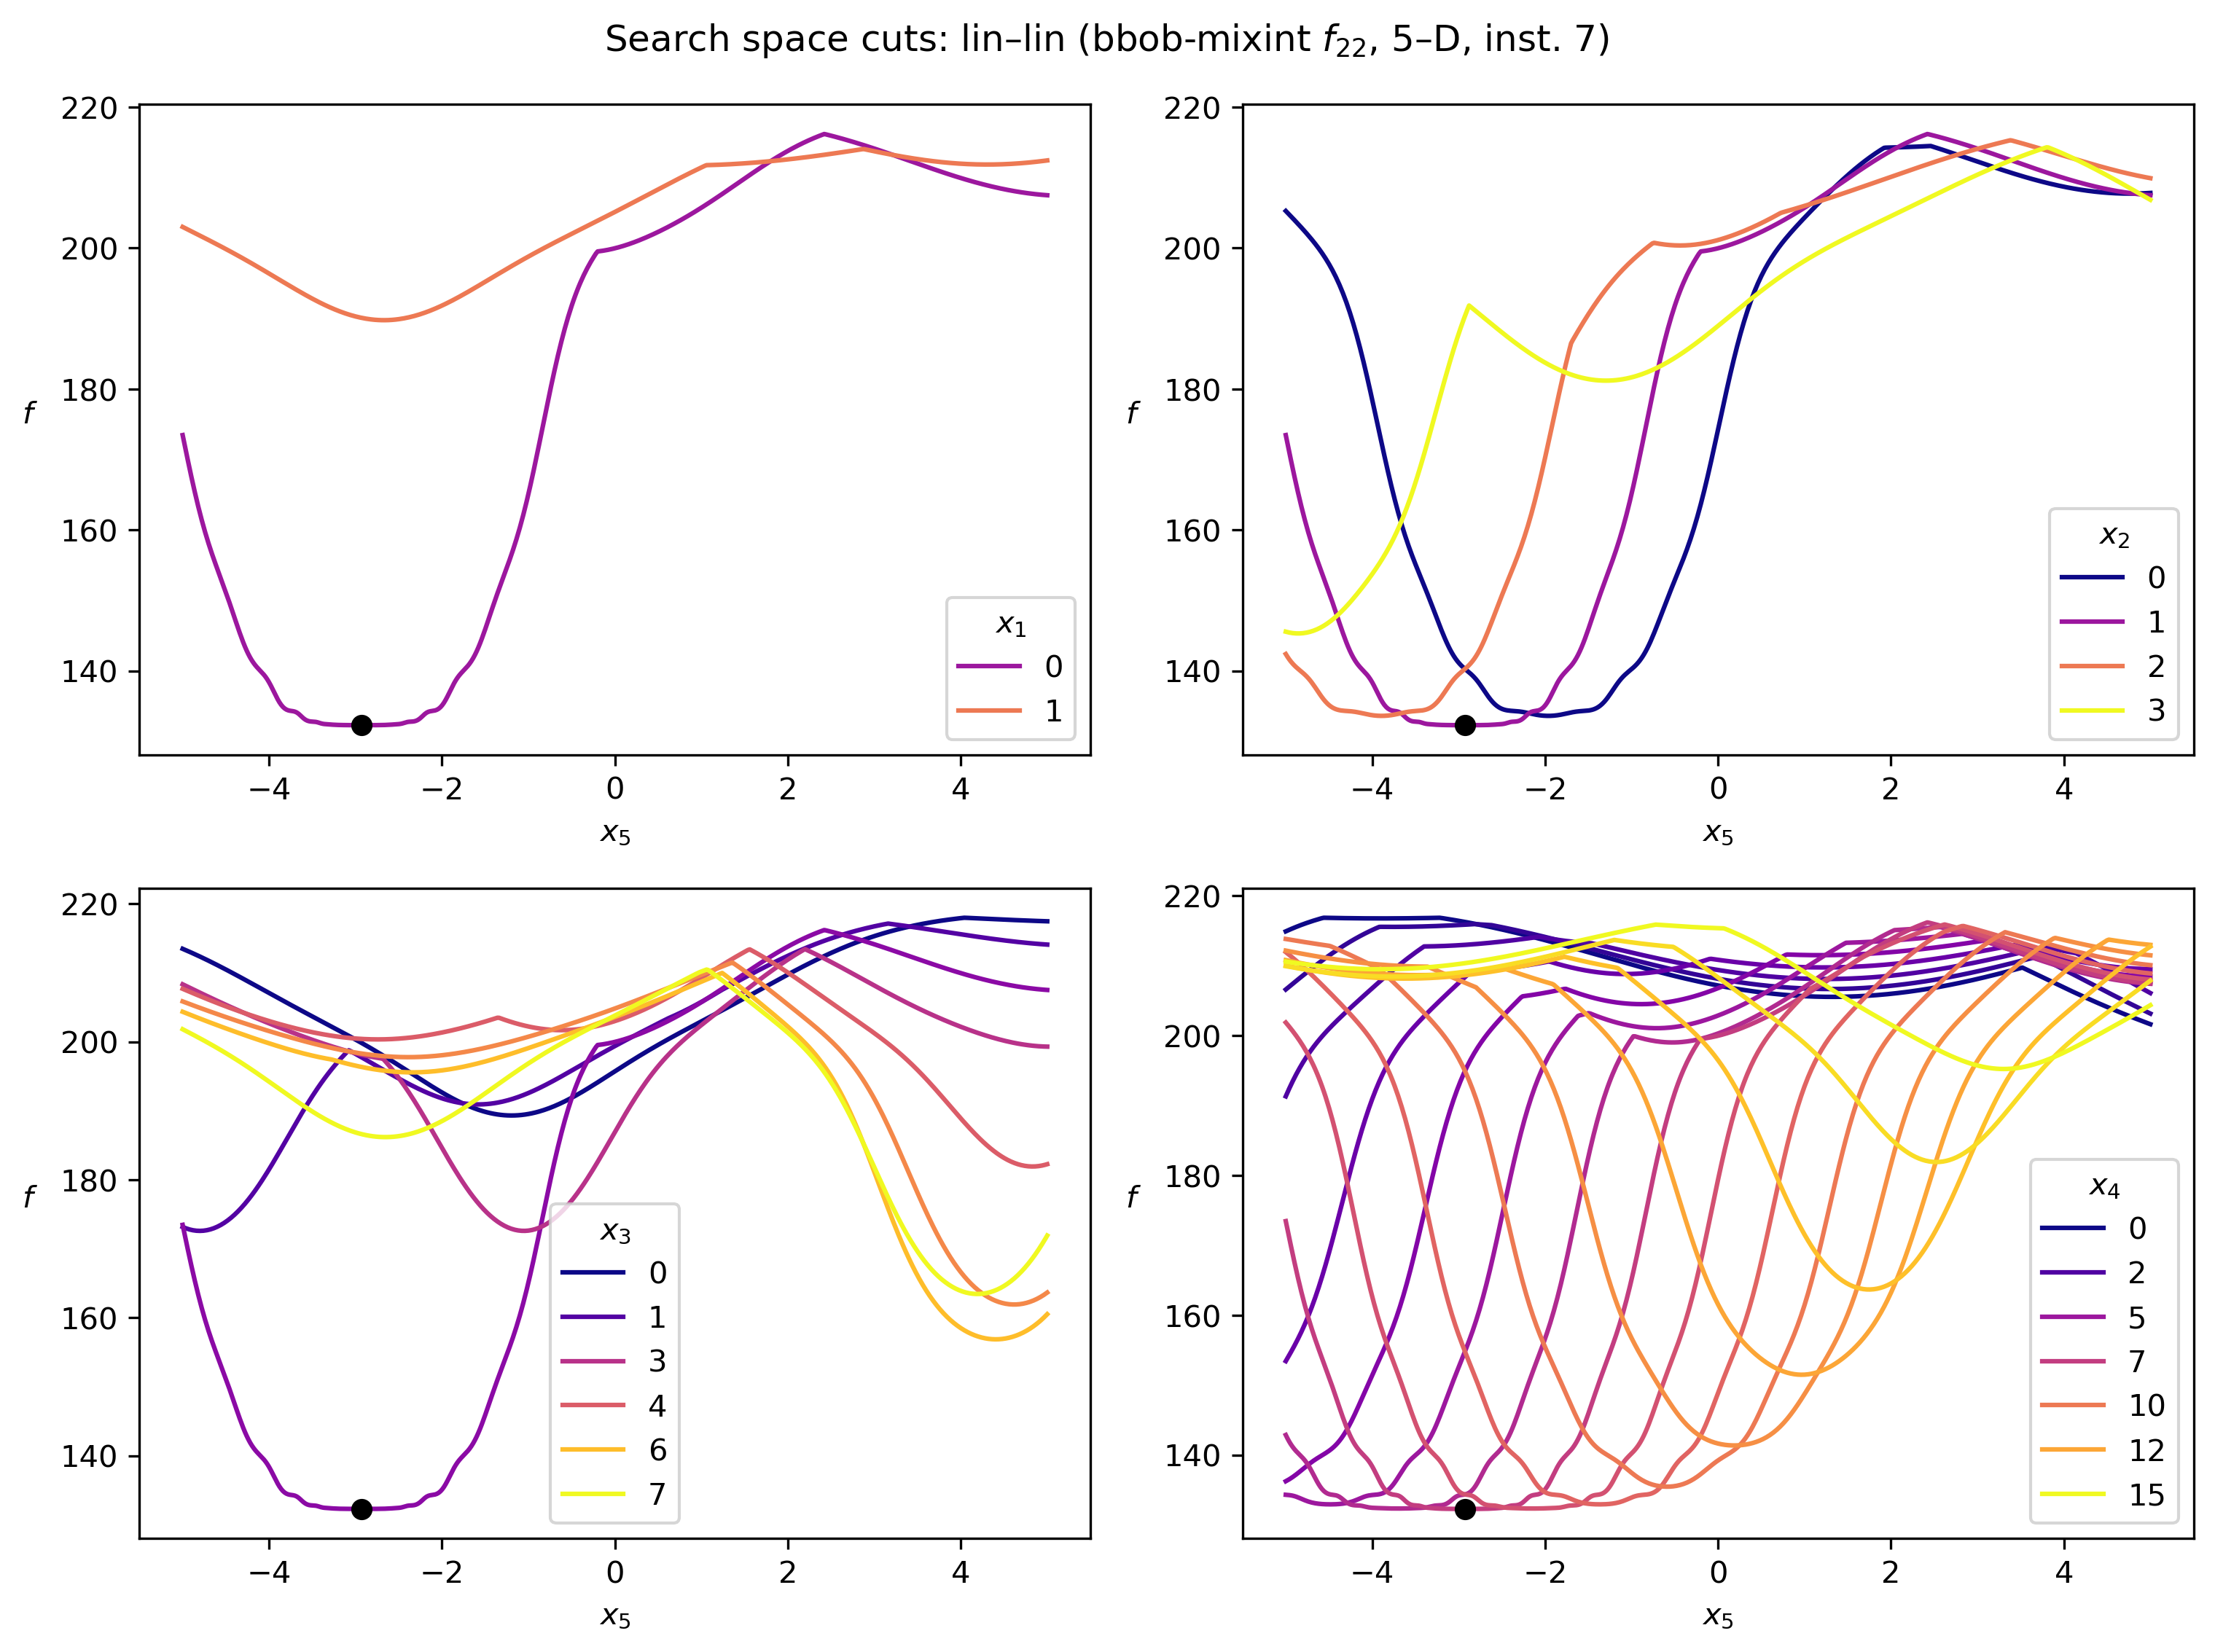 Search space cuts: lin–lin (bbob-mixint f₂₂, 5–D, inst. 7)
220
200
180
160
140
f
−4 −2 0 2 4
x₅
x₁
0
1
220
200
180
160
140
f
−4 −2 0 2 4
x₅
x₂
0
1
2
3
220
200
180
160
140
f
−4 −2 0 2 4
x₅
x₃
0
1
3
4
6
7
220
200
180
160
140
f
−4 −2 0 2 4
x₅
x₄
0
2
5
7
10
12
15